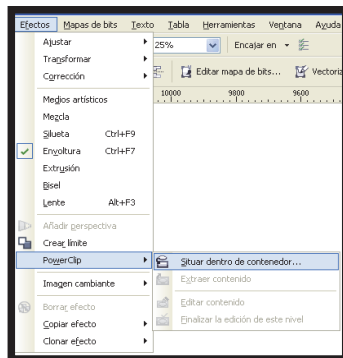 Efectos Mapas de bits Texto Tabla Herramientas Ventana Ayuda
Ajustar
25% Encajar en
Transformar
Corrección
Editar mapa de bits... Vectoriz
Medios artísticos
10000 9800 9600
Mezcla
Silueta Ctrl+F9
Envoltura Ctrl+F7
Extrusión
Bisel
Lente Alt+F3
Añadir perspectiva
Crear límite
PowerClip Situar dentro de contenedor...
Extraer contenido
Imagen cambiante
Editar contenido
Borrar efecto
Finalizar la edición de este nivel
Copiar efecto
Clonar efecto